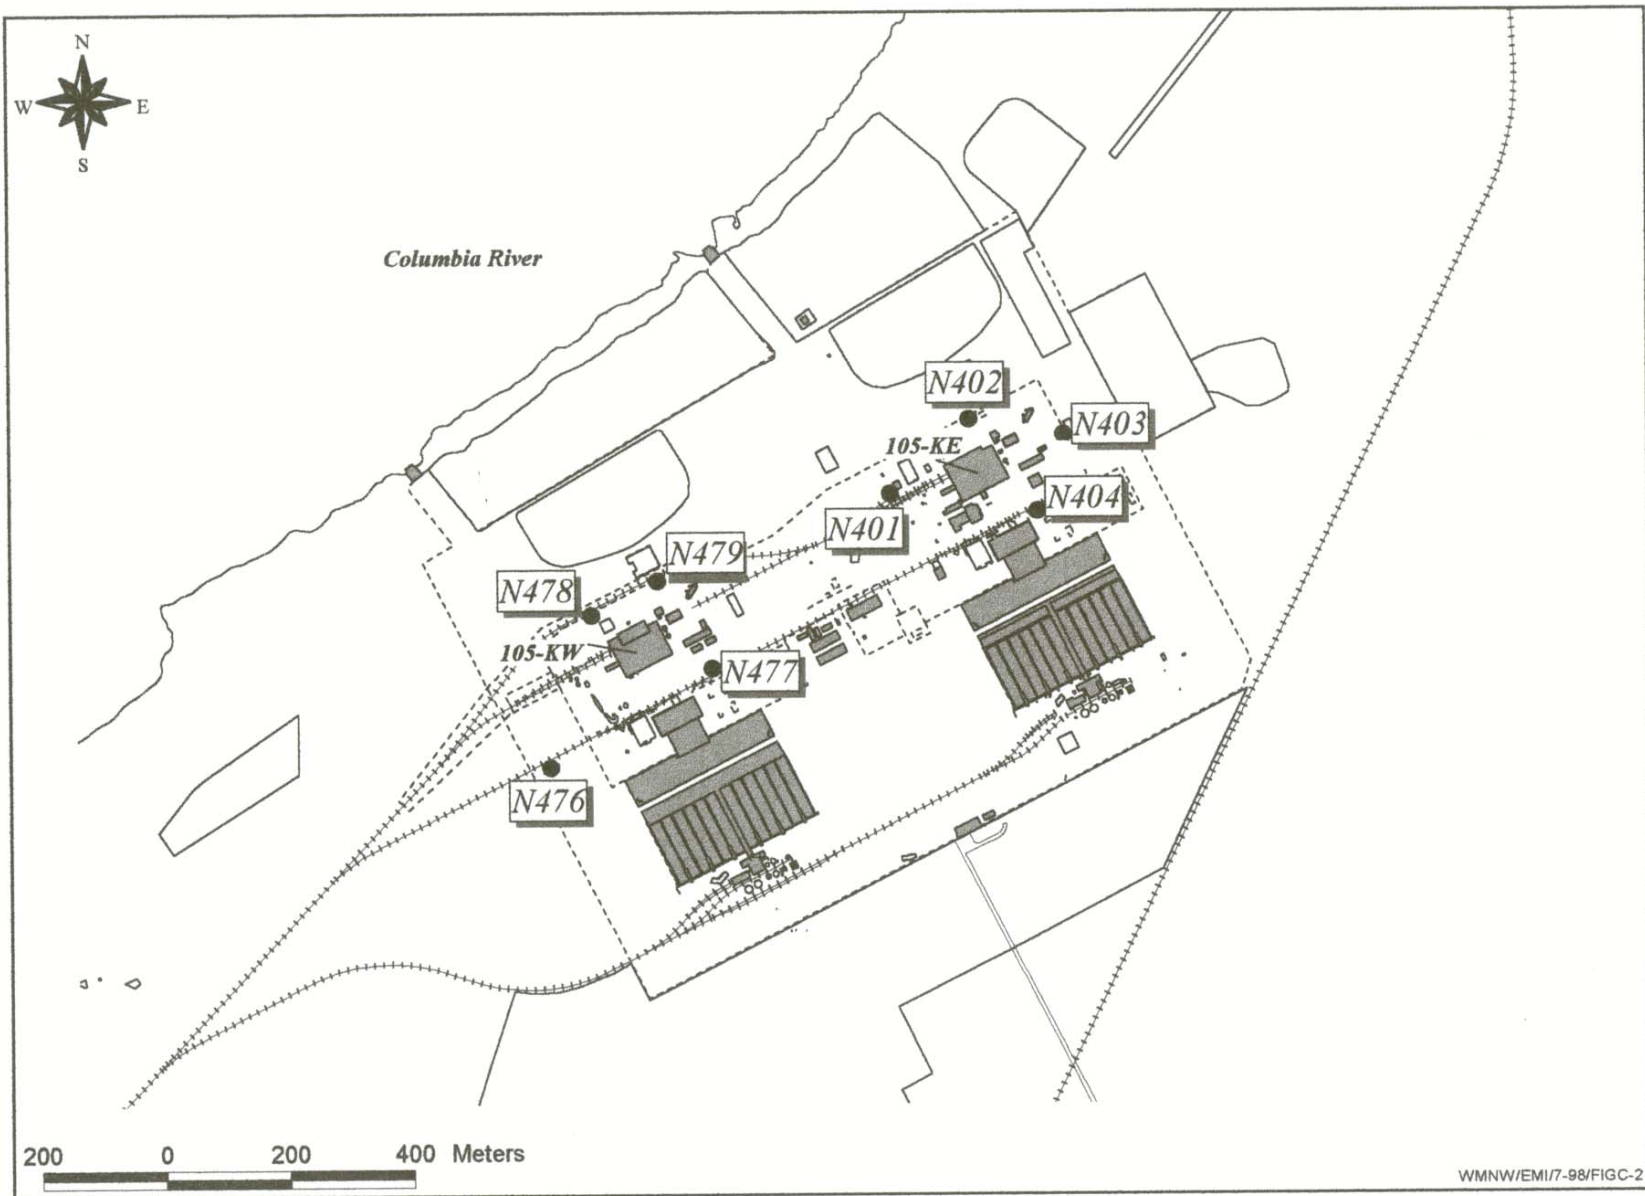 N
W E
S
Columbia River
N402
N403
105-KE
N404
N401
N479
N478
105-KW
N477
N476
200 0 200 400 Meters
WMNW/EMI/7-98/FIGC-2